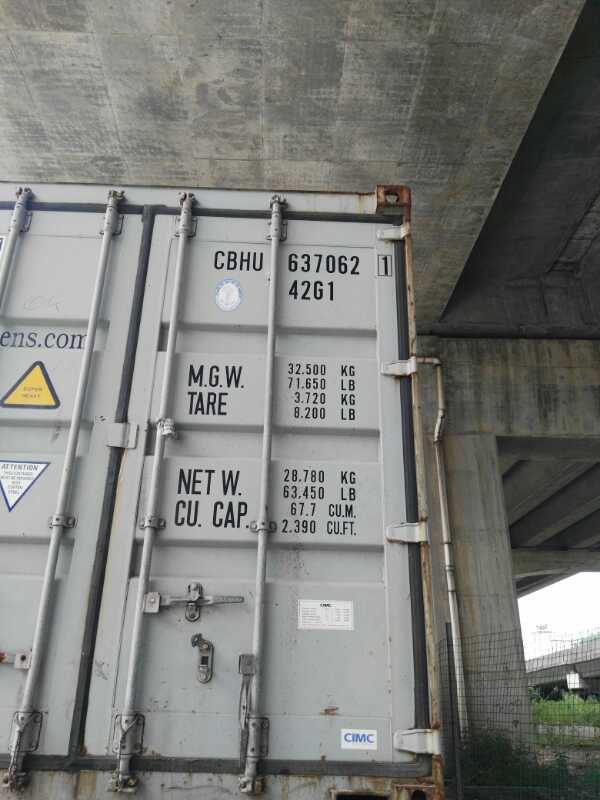 CBHU 637062 1
42G1
ens.com
M.G.W. 32.500 KG
71.650 LB
TARE 3.720 KG
8.200 LB
SUPER HEAVY
ATTENTION
NET W. 28.780 KG
63.450 LB
CU. CAP. 67.7 CU.M.
2.390 CU.FT.
CIMC
CIMC